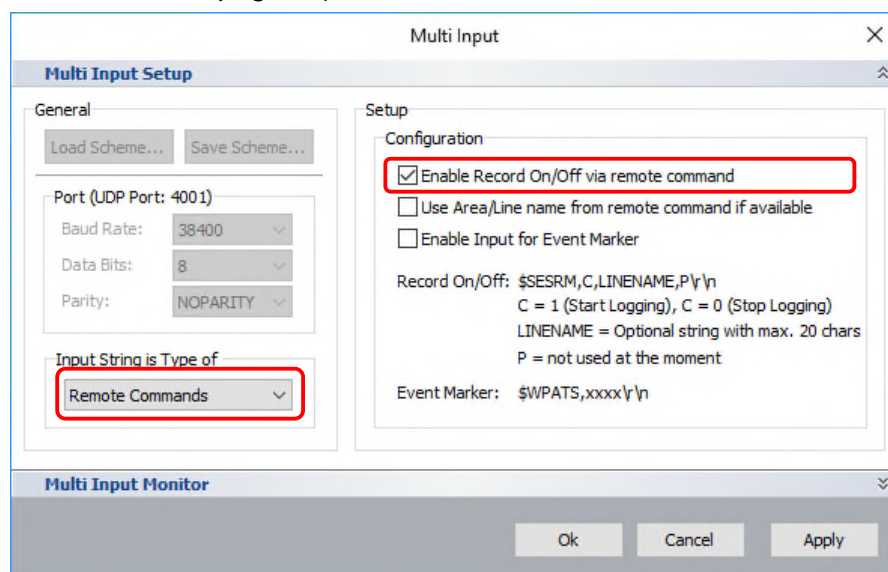 Multi Input
Multi Input Setup
General
Load Scheme...
Save Scheme...
Port (UDP Port: 4001)
Baud Rate:
38400
Data Bits:
8
Parity:
NOPARITY
Input String is Type of
Remote Commands
Setup
Configuration
Enable Record On/Off via remote command
Use Area/Line name from remote command if available
Enable Input for Event Marker
Record On/Off: $SESRM,C,LINENAME,P\r\n
C = 1 (Start Logging), C = 0 (Stop Logging)
LINENAME = Optional string with max. 20 chars
P = not used at the moment
Event Marker: $WPATS,xxxx\r\n
Multi Input Monitor
Ok
Cancel
Apply